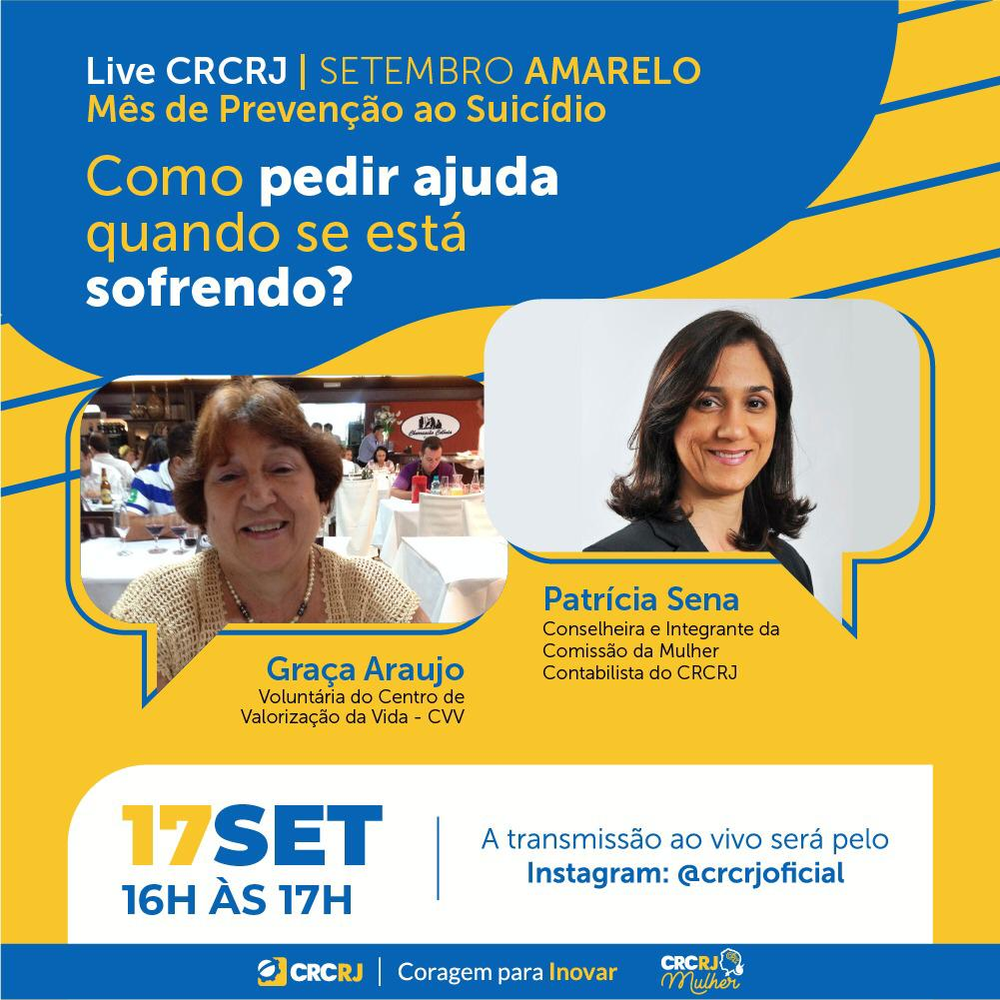 Live CRCRJ | SETEMBRO AMARELO
Mês de Prevenção ao Suicídio
Como pedir ajuda
quando se está
sofrendo?
Churrascão Colônia
Patrícia Sena
Conselheira e Integrante da
Comissão da Mulher
Contabilista do CRCRJ
Graça Araujo
Voluntária do Centro de
Valorização da Vida - CVV
17SET
16H ÀS 17H
A transmissão ao vivo será pelo
Instagram: @crcrjoficial
CRCRJ | Coragem para Inovar
CRCRJ
Mulher